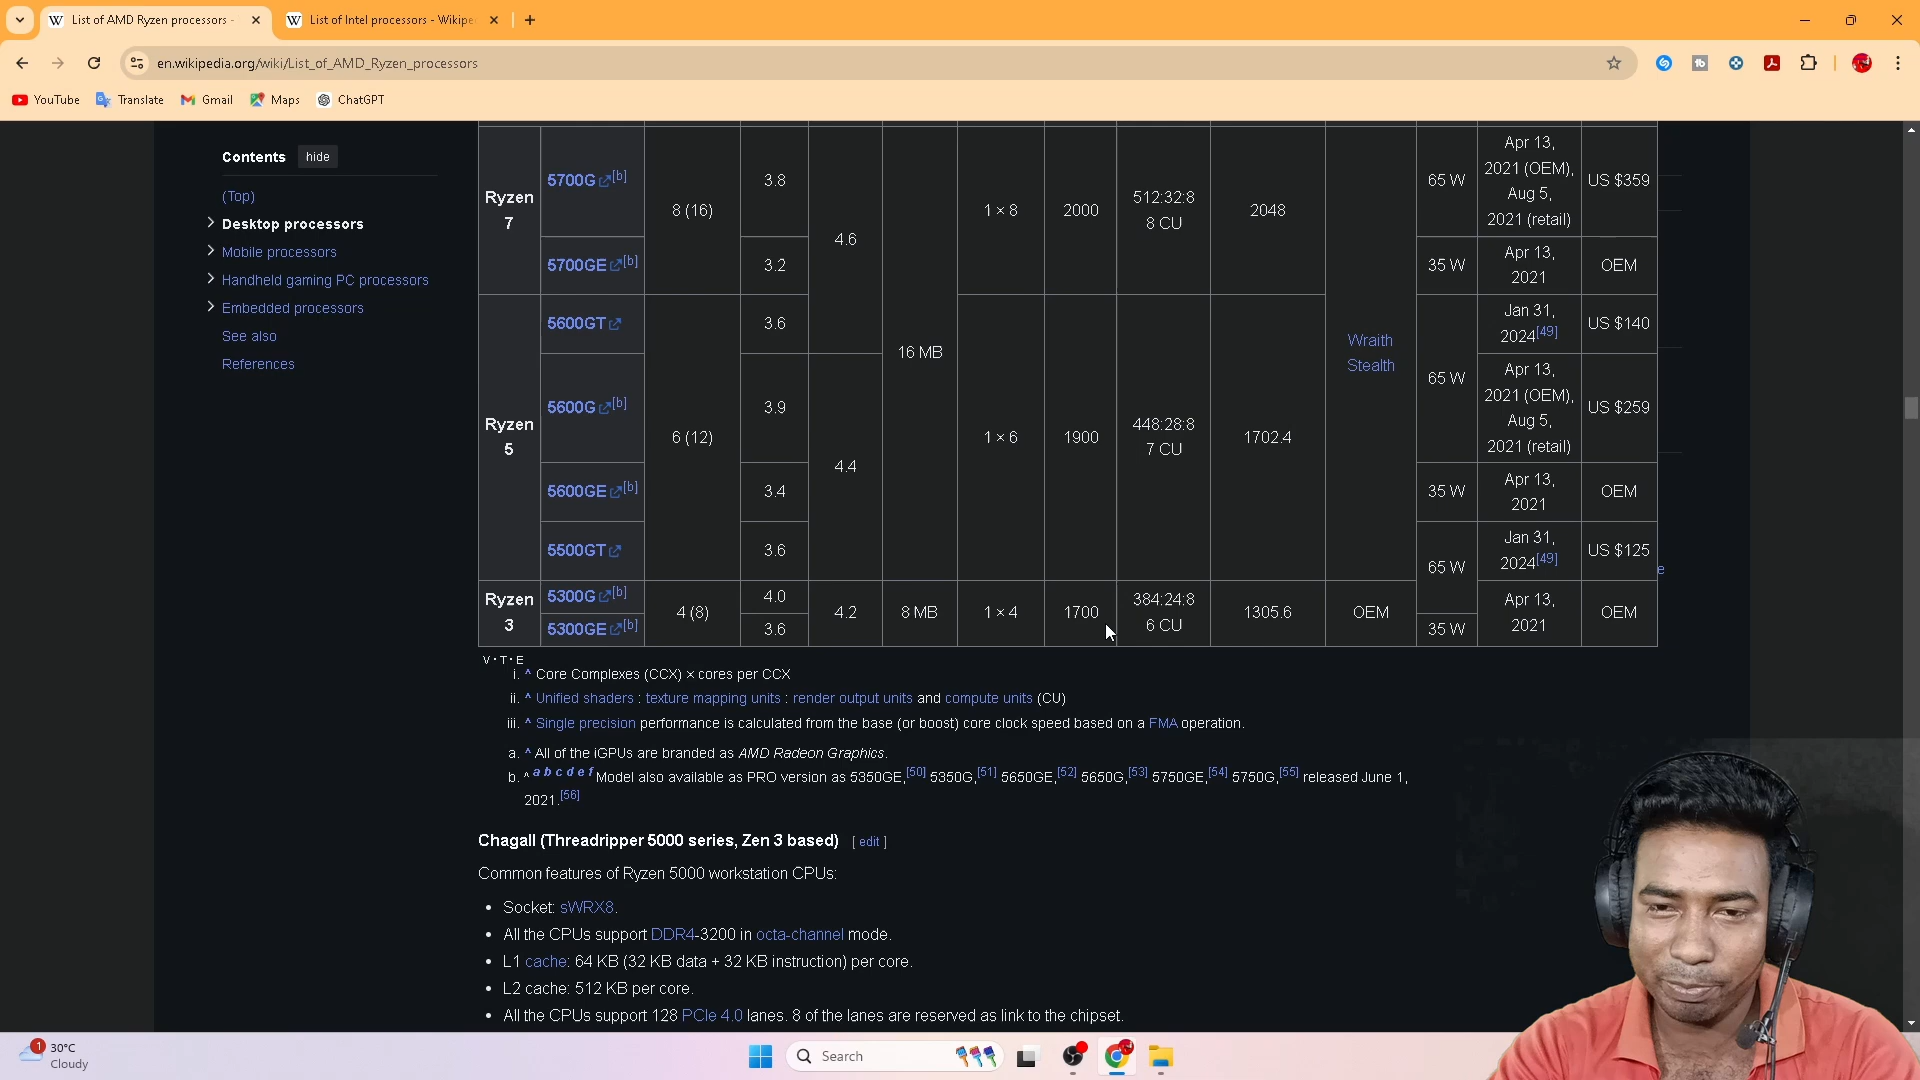 List of AMD Ryzen processors -
List of Intel processors - Wikipe
en.wikipedia.org/wiki/List_of_AMD_Ryzen_processors
YouTube Translate Gmail Maps ChatGPT
Contents hide
(Top)
Desktop processors
Mobile processors
Handheld gaming PC processors
Embedded processors
See also
References
Ryzen
7
5700G [b]
8 (16)
3.8
4.6
16 MB
1 × 8
2000
512:32:8
8 CU
2048
Wraith
Stealth
65 W
Apr 13,
2021 (OEM),
Aug 5,
2021 (retail)
US $359
5700GE [b]
3.2
35 W
Apr 13,
2021
OEM
Ryzen
5
5600GT
6 (12)
3.6
1 × 6
1900
448:28:8
7 CU
1702.4
65 W
Jan 31,
2024[49]
US $140
5600G [b]
3.9
4.4
Apr 13,
2021 (OEM),
Aug 5,
2021 (retail)
US $259
5600GE [b]
3.4
35 W
Apr 13,
2021
OEM
5500GT
3.6
65 W
Jan 31,
2024[49]
US $125
Ryzen
3
5300G [b]
4 (8)
4.0
4.2
8 MB
1 × 4
1700
384:24:8
6 CU
1305.6
OEM
Apr 13,
2021
OEM
5300GE [b]
3.6
35 W
e
V · T · E
i. ^ Core Complexes (CCX) × cores per CCX
ii. ^ Unified shaders : texture mapping units : render output units and compute units (CU)
iii. ^ Single precision performance is calculated from the base (or boost) core clock speed based on a FMA operation.
a. ^ All of the iGPUs are branded as AMD Radeon Graphics.
b. ^ a b c d e f Model also available as PRO version as 5350GE,[50] 5350G,[51] 5650GE,[52] 5650G,[53] 5750GE,[54] 5750G,[55] released June 1,
2021.[56]
Chagall (Threadripper 5000 series, Zen 3 based) [ edit ]
Common features of Ryzen 5000 workstation CPUs:
• Socket: sWRX8.
• All the CPUs support DDR4-3200 in octa-channel mode.
• L1 cache: 64 KB (32 KB data + 32 KB instruction) per core.
• L2 cache: 512 KB per core.
• All the CPUs support 128 PCIe 4.0 lanes. 8 of the lanes are reserved as link to the chipset.
1
30°C
Cloudy
Search